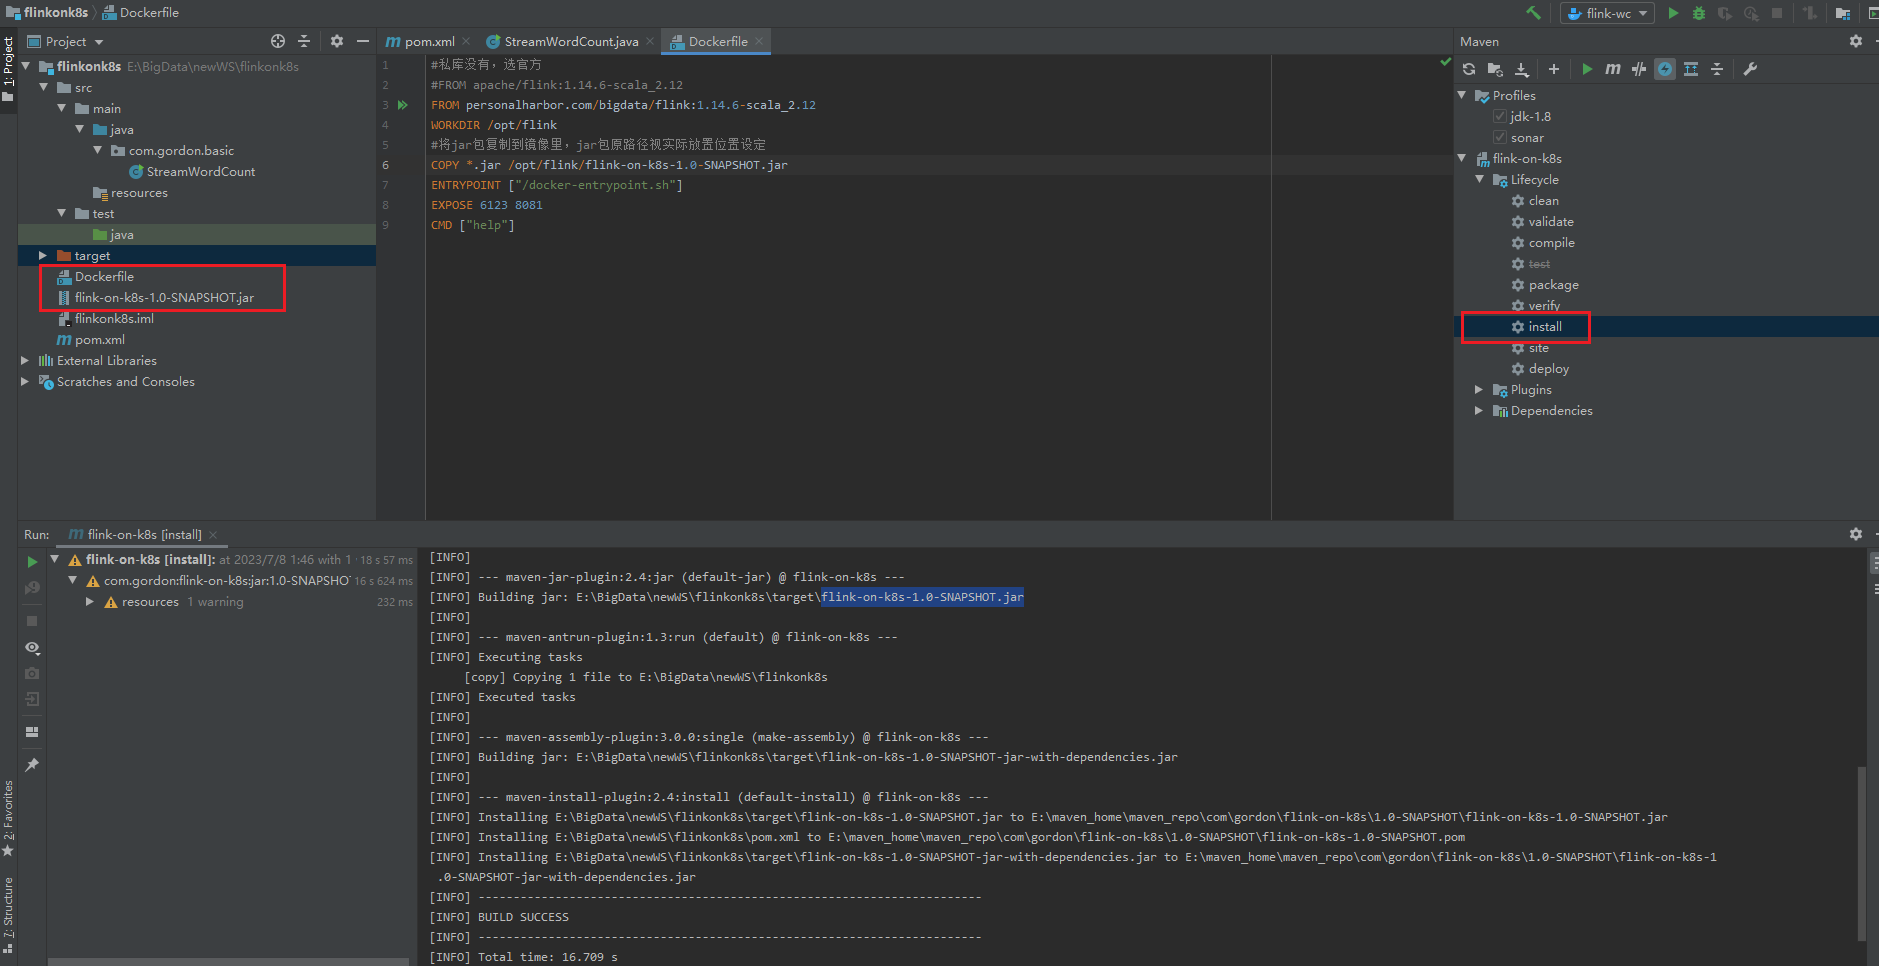 flinkonk8s
Dockerfile
flink-wc
1: Project
Project
flinkonk8s E:\BigData\newWS\flinkonk8s
src
main
java
com.gordon.basic
StreamWordCount
resources
test
java
target
Dockerfile
flink-on-k8s-1.0-SNAPSHOT.jar
flinkonk8s.iml
pom.xml
External Libraries
Scratches and Consoles
pom.xml
StreamWordCount.java
Dockerfile
1 #私库没有，选官方
2 #FROM apache/flink:1.14.6-scala_2.12
3 FROM personalharbor.com/bigdata/flink:1.14.6-scala_2.12
4 WORKDIR /opt/flink
5 #将jar包复制到镜像里，jar包原路径视实际放置位置设定
6 COPY *.jar /opt/flink/flink-on-k8s-1.0-SNAPSHOT.jar
7 ENTRYPOINT ["/docker-entrypoint.sh"]
8 EXPOSE 6123 8081
9 CMD ["help"]
Maven
Profiles
jdk-1.8
sonar
flink-on-k8s
Lifecycle
clean
validate
compile
test
package
verify
install
site
deploy
Plugins
Dependencies
Run:
flink-on-k8s [install]
flink-on-k8s [install]: at 2023/7/8 1:46 with 1 18 s 57 ms
com.gordon:flink-on-k8s:jar:1.0-SNAPSHO 16 s 624 ms
resources 1 warning 232 ms
2: Favorites
7: Structure
[INFO]
[INFO] --- maven-jar-plugin:2.4:jar (default-jar) @ flink-on-k8s ---
[INFO] Building jar: E:\BigData\newWS\flinkonk8s\target\flink-on-k8s-1.0-SNAPSHOT.jar
[INFO]
[INFO] --- maven-antrun-plugin:1.3:run (default) @ flink-on-k8s ---
[INFO] Executing tasks
[copy] Copying 1 file to E:\BigData\newWS\flinkonk8s
[INFO] Executed tasks
[INFO]
[INFO] --- maven-assembly-plugin:3.0.0:single (make-assembly) @ flink-on-k8s ---
[INFO] Building jar: E:\BigData\newWS\flinkonk8s\target\flink-on-k8s-1.0-SNAPSHOT-jar-with-dependencies.jar
[INFO]
[INFO] --- maven-install-plugin:2.4:install (default-install) @ flink-on-k8s ---
[INFO] Installing E:\BigData\newWS\flinkonk8s\target\flink-on-k8s-1.0-SNAPSHOT.jar to E:\maven_home\maven_repo\com\gordon\flink-on-k8s\1.0-SNAPSHOT\flink-on-k8s-1.0-SNAPSHOT.jar
[INFO] Installing E:\BigData\newWS\flinkonk8s\pom.xml to E:\maven_home\maven_repo\com\gordon\flink-on-k8s\1.0-SNAPSHOT\flink-on-k8s-1.0-SNAPSHOT.pom
[INFO] Installing E:\BigData\newWS\flinkonk8s\target\flink-on-k8s-1.0-SNAPSHOT-jar-with-dependencies.jar to E:\maven_home\maven_repo\com\gordon\flink-on-k8s\1.0-SNAPSHOT\flink-on-k8s-1
.0-SNAPSHOT-jar-with-dependencies.jar
[INFO] ------------------------------------------------------------------------
[INFO] BUILD SUCCESS
[INFO] ------------------------------------------------------------------------
[INFO] Total time: 16.709 s